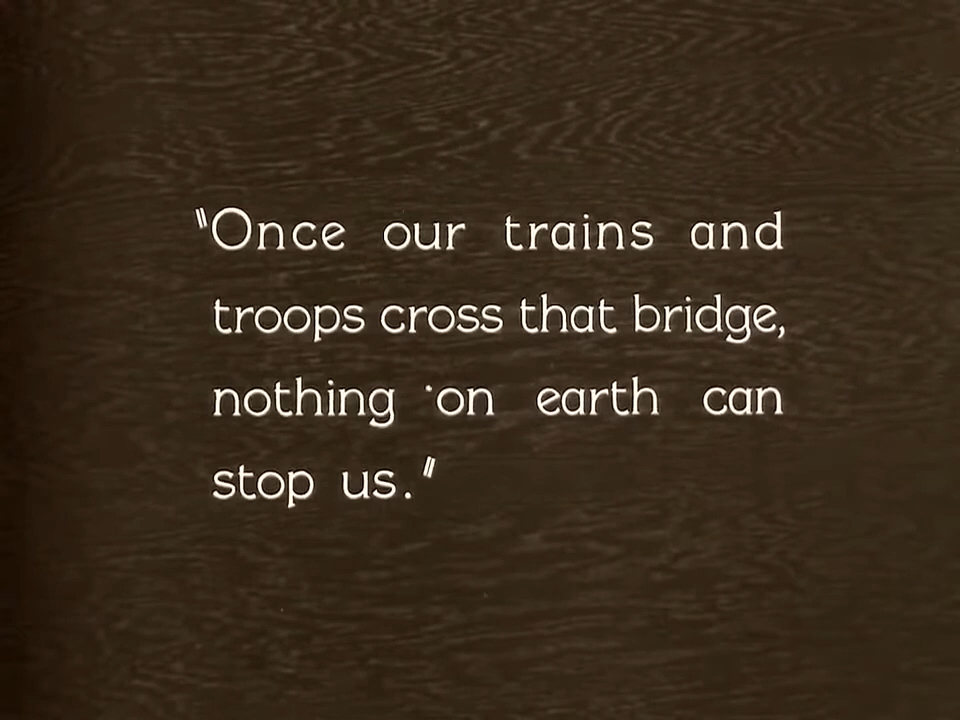 "Once our trains and
troops cross that bridge,
nothing on earth can
stop us."